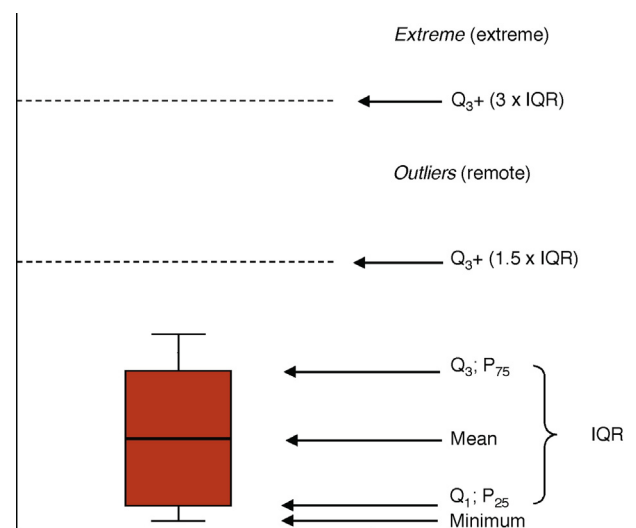 Extreme (extreme)
Q3+ (3 x IQR)
Outliers (remote)
Q3+ (1.5 x IQR)
Q3; P75
Mean
IQR
Q1; P25
Minimum